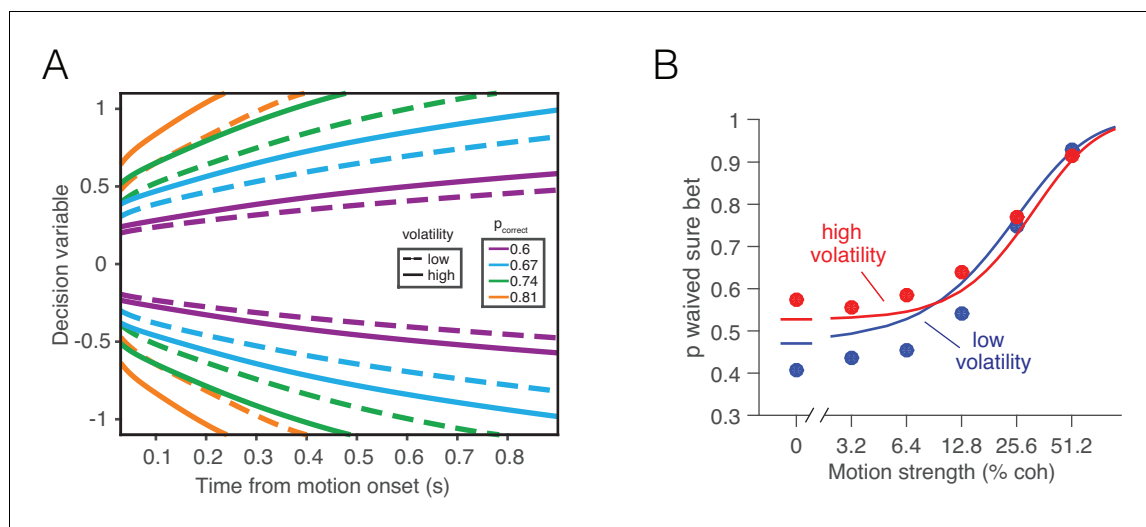 A
Decision variable
1
0.5
0
-0.5
-1
volatility
low
high
pcorrect
0.6
0.67
0.74
0.81
0.1 0.2 0.3 0.4 0.5 0.6 0.7 0.8
Time from motion onset (s)
B
p waived sure bet
1
0.9
0.8
0.7
0.6
0.5
0.4
0.3
high
volatility
low
volatility
0 3.2 6.4 12.8 25.6 51.2
Motion strength (% coh)